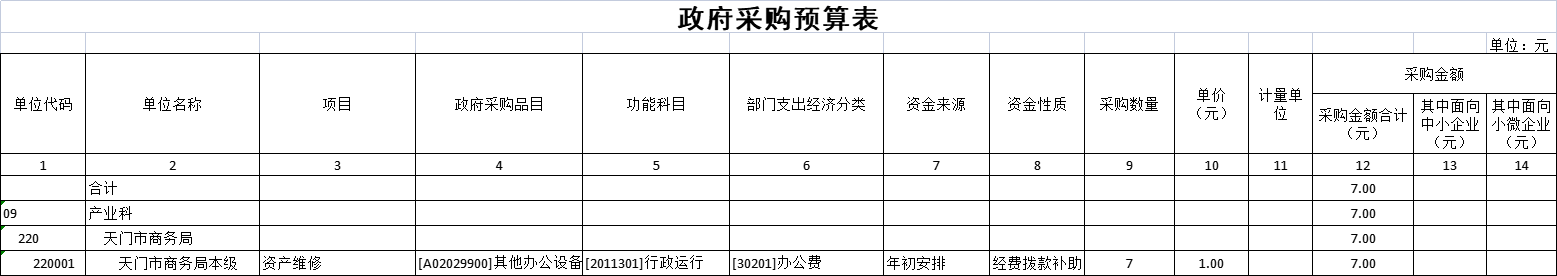 政府采购预算表
单位：元
单位代码 单位名称 项目 政府采购品目 功能科目 部门支出经济分类 资金来源 资金性质 采购数量 单价（元） 计量单位 采购金额
采购金额合计（元） 其中面向中小企业（元） 其中面向小微企业（元）
1 2 3 4 5 6 7 8 9 10 11 12 13 14
合计 7.00
09 产业科 7.00
220 天门市商务局 7.00
220001 天门市商务局本级 资产维修 [A02029900]其他办公设备 [2011301]行政运行 [30201]办公费 年初安排 经费拨款补助 7 1.00 7.00